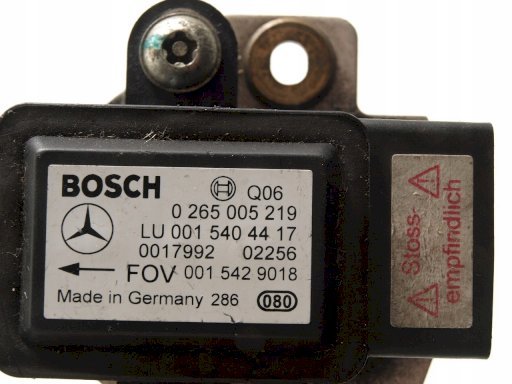 BOSCH
Q06
0 265 005 219
LU 001 540 44 17
0017992 02256
FOV 001 542 9018
Made in Germany 286 080
Stoss-
empfindlich